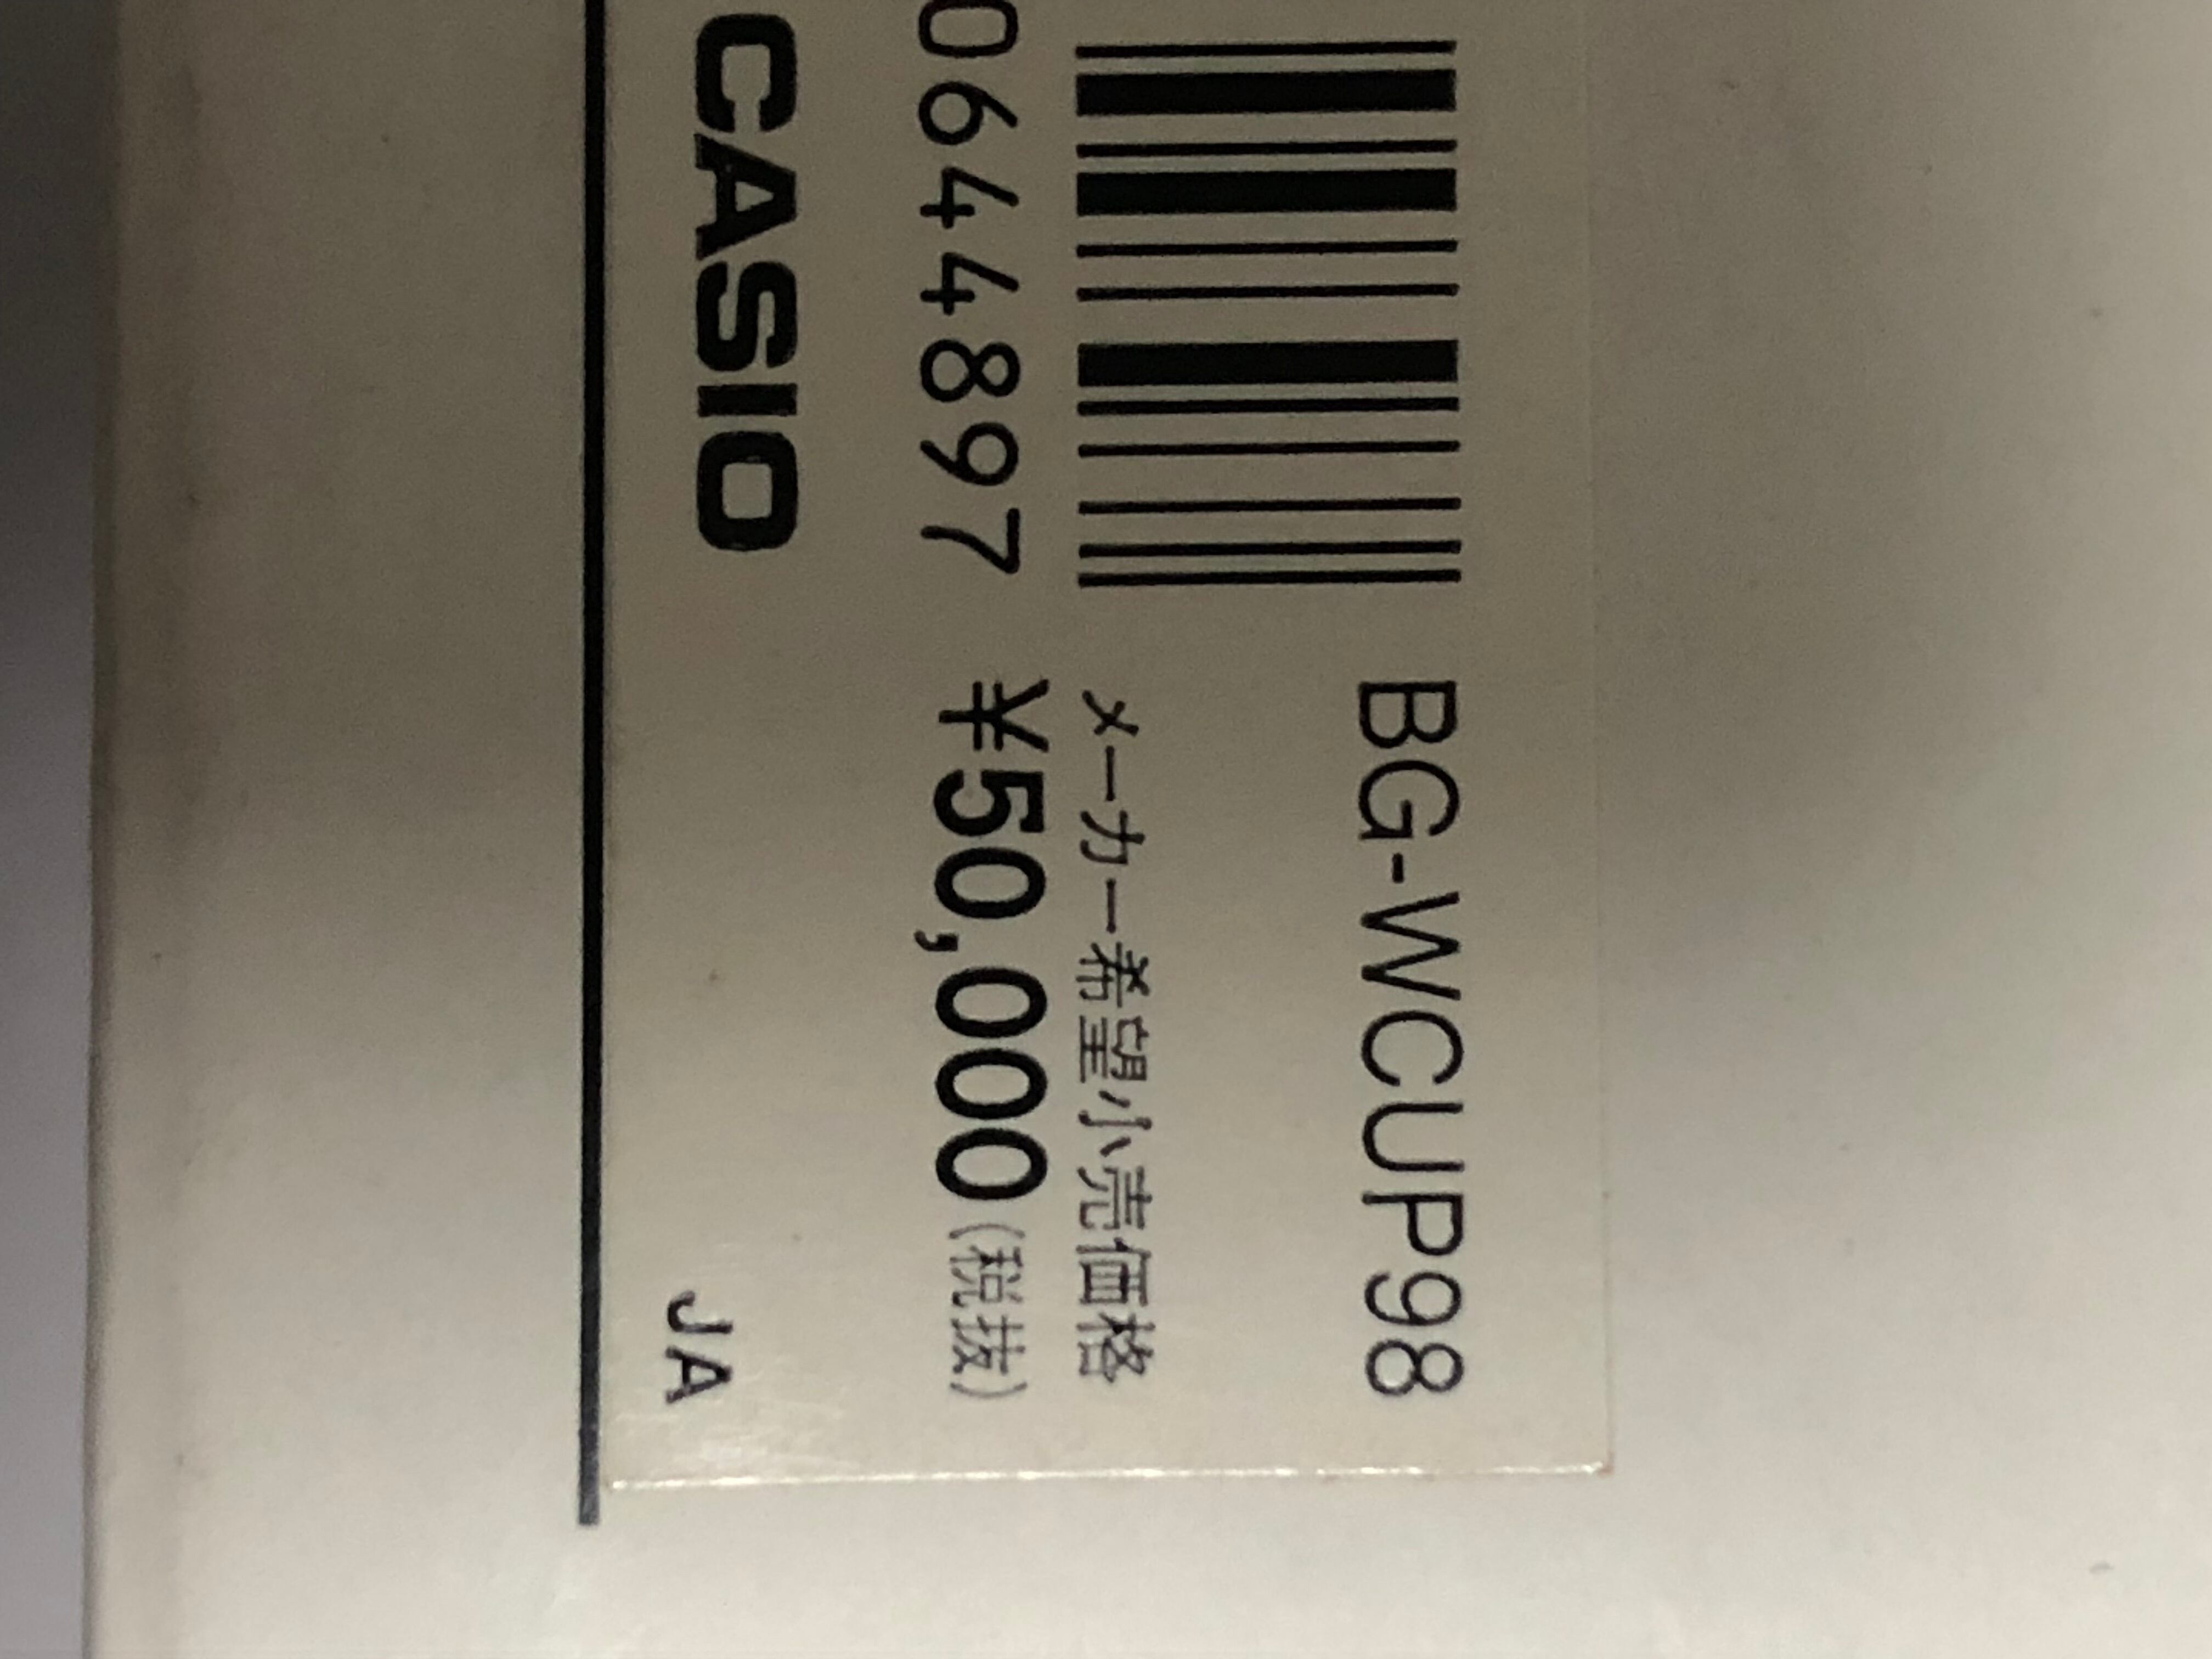 BG-WCUP98
メーカー希望小売価格
0644897 ¥50,000(税抜)
CASIO JA